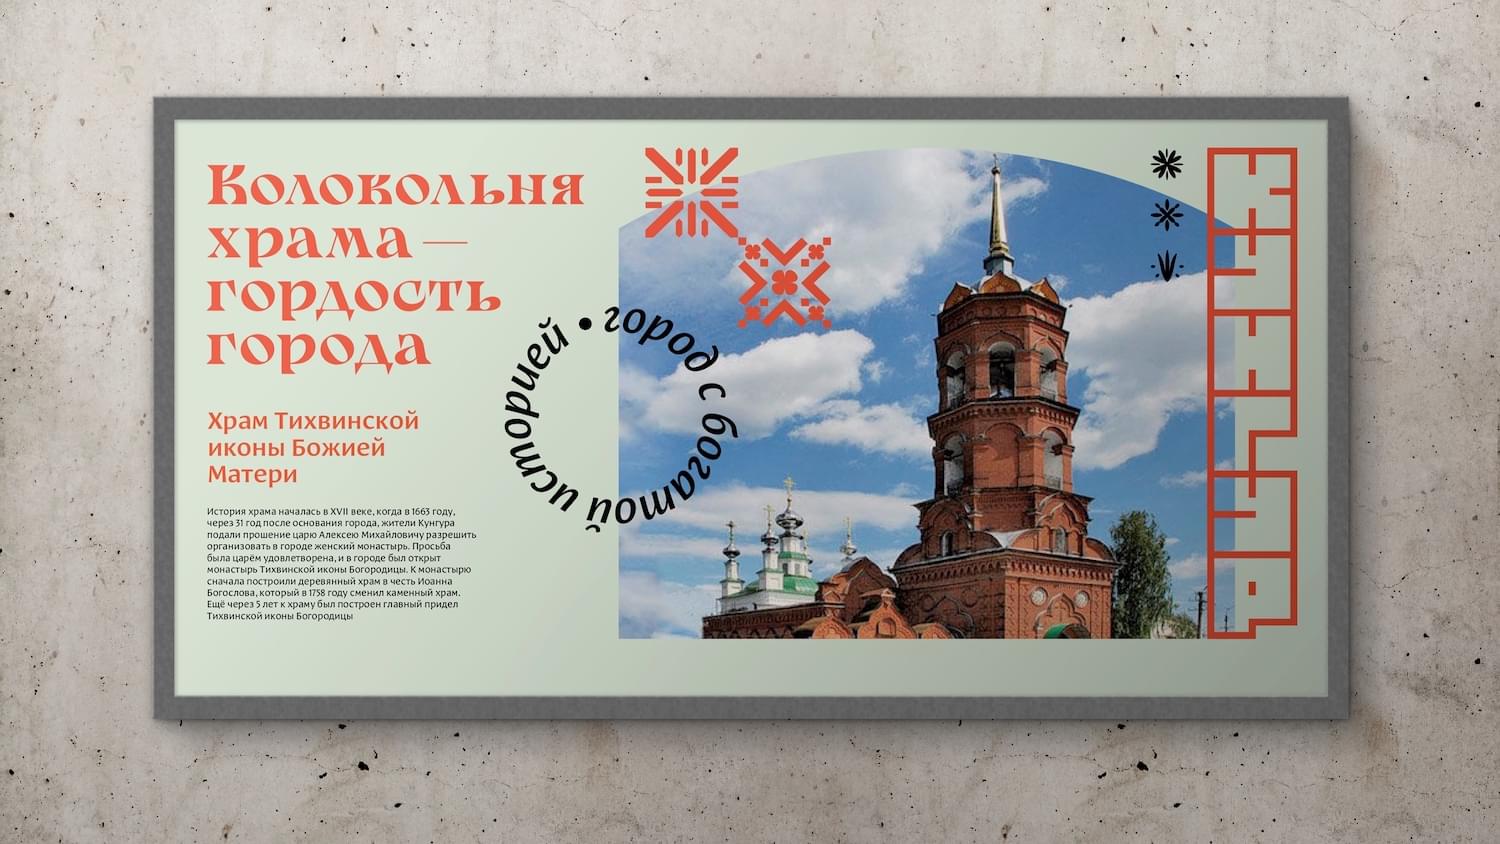 Колокольня
храма —
гордость
города
Храм Тихвинской
иконы Божией
Матери
История храма началась в XVII веке, когда в 1663 году,
через 31 год после основания города, жители Кунгура
подали прошение царю Алексею Михайловичу разрешить
организовать в городе женский монастырь. Просьба
была царём удовлетворена, и в городе был открыт
монастырь Тихвинской иконы Богородицы. К монастырю
сначала построили деревянный храм в честь Иоанна
Богослова, который в 1758 году сменил каменный храм.
Ещё через 5 лет к храму был построен главный придел
Тихвинской иконы Богородицы
• город с богатой историей